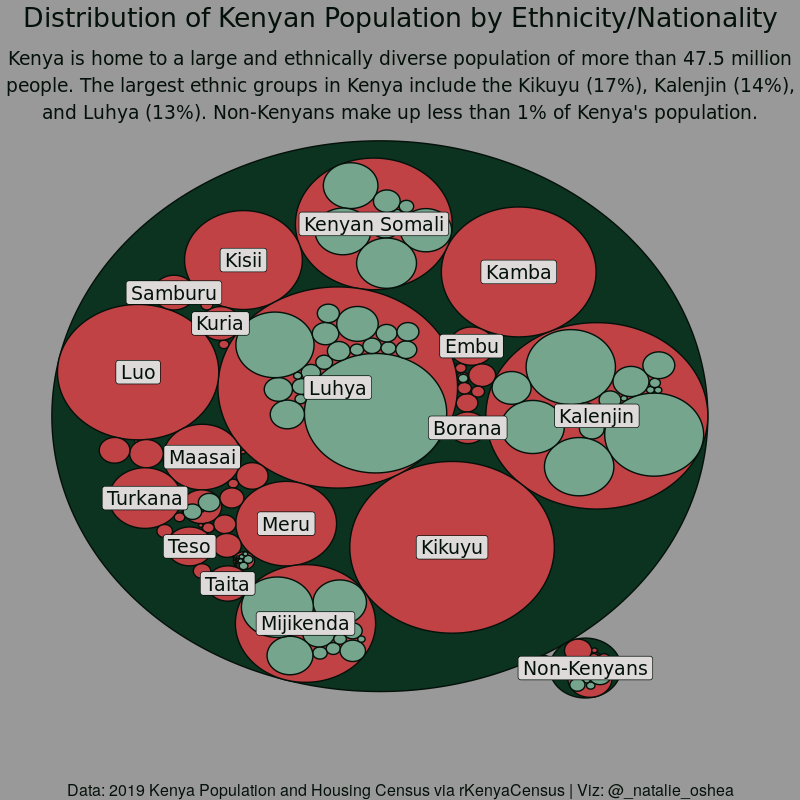 Distribution of Kenyan Population by Ethnicity/Nationality
Kenya is home to a large and ethnically diverse population of more than 47.5 million
people. The largest ethnic groups in Kenya include the Kikuyu (17%), Kalenjin (14%),
and Luhya (13%). Non-Kenyans make up less than 1% of Kenya's population.
Kenyan Somali
Kisii
Kamba
Samburu
Kuria
Embu
Luo
Luhya
Kalenjin
Borana
Maasai
Turkana
Meru
Teso
Kikuyu
Taita
Mijikenda
Non-Kenyans
Data: 2019 Kenya Population and Housing Census via rKenyaCensus | Viz: @_natalie_oshea